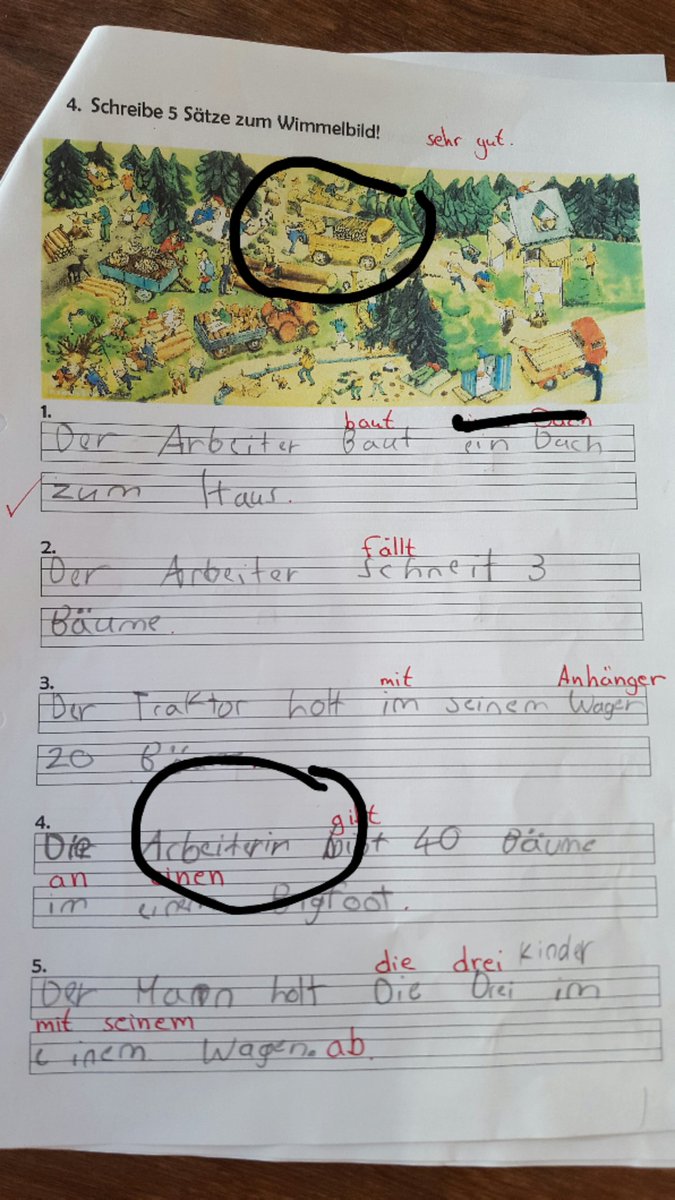 4. Schreibe 5 Sätze zum Wimmelbild!
sehr gut.
1.
baut
Der Arbeiter Baut ein Dach
zum Haus.
2.
fällt
Der Arbeiter schneit 3
Bäume.
3.
mit Anhänger
Der Traktor holt im seinem Wagen
20
4.
gibt
Die Arbeiterin 40 Bäume
an einen
im Bigfoot.
5.
die drei Kinder
Der Mann holt Die Drei im
mit seinem
einem Wagen. ab.